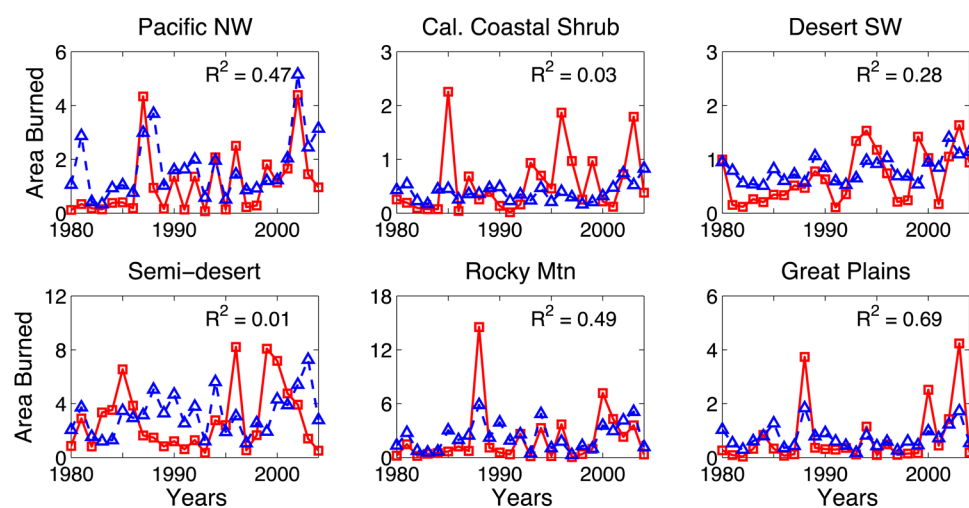 Pacific NW
Cal. Coastal Shrub
Desert SW
Area Burned
6
4
2
0
R² = 0.47
1980 1990 2000
3
2
1
0
R² = 0.03
1980 1990 2000
3
2
1
0
R² = 0.28
1980 1990 2000
Semi−desert
Rocky Mtn
Great Plains
Area Burned
12
8
4
0
R² = 0.01
1980 1990 2000
Years
18
12
6
0
R² = 0.49
1980 1990 2000
Years
6
4
2
0
R² = 0.69
1980 1990 2000
Years